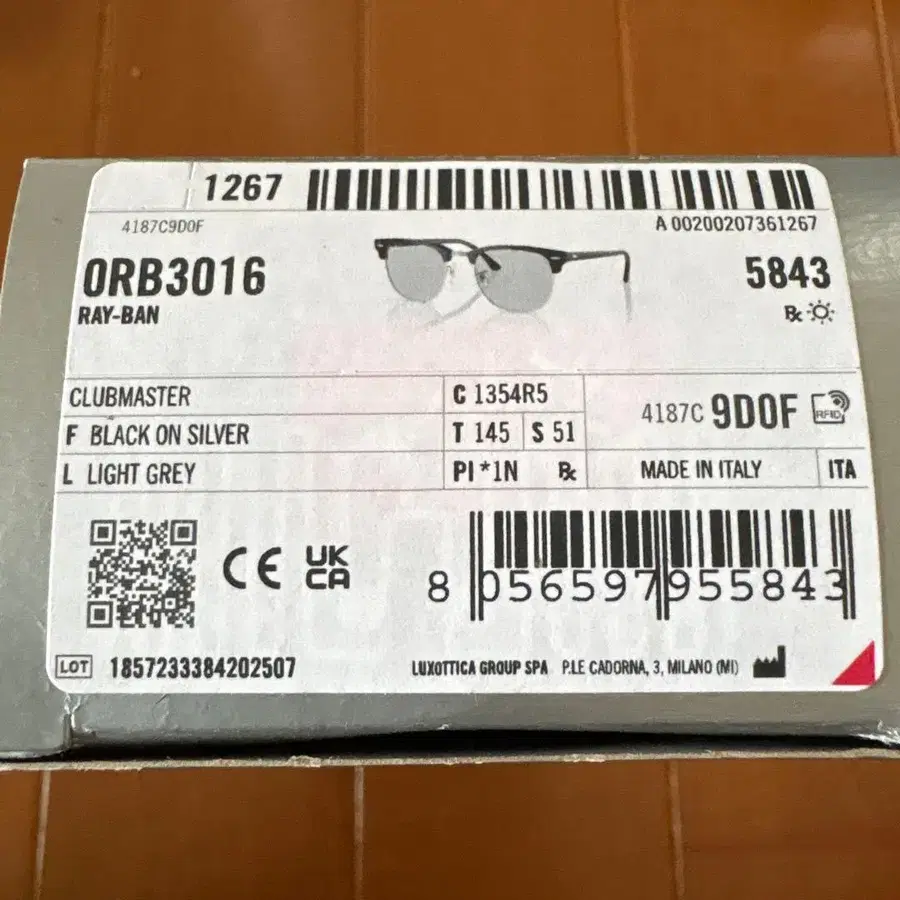 1267
4187C9D0F
A 00200207361267
0RB3016
5843
RAY-BAN
Rx
CLUBMASTER
C 1354R5
4187C 9D0F
RFID
F BLACK ON SILVER
T 145 S 51
L LIGHT GREY
PI *1N Rx
MADE IN ITALY
ITA
CE UK CA
8 056597 955843
LOT 1857233384202507
LUXOTTICA GROUP SPA P.LE CADORNA, 3, MILANO (MI)